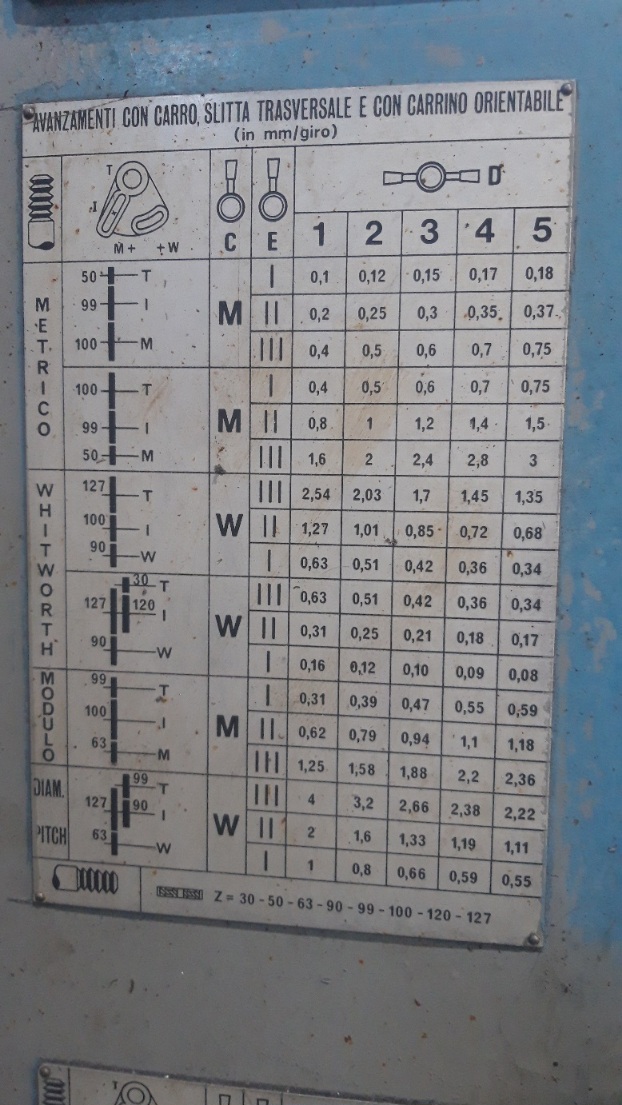 AVANZAMENTI CON CARRO, SLITTA TRASVERSALE E CON CARRINO ORIENTABILE
(in mm/giro)
T I M+ +W C E D
1 2 3 4 5
METRICO
50 T 99 I 100 M
M
I 0,1 0,12 0,15 0,17 0,18
II 0,2 0,25 0,3 0,35 0,37
III 0,4 0,5 0,6 0,7 0,75
100 T 99 I 50 M
M
I 0,4 0,5 0,6 0,7 0,75
II 0,8 1 1,2 1,4 1,5
III 1,6 2 2,4 2,8 3
WHITWORTH
127 T 100 I 90 W
W
III 2,54 2,03 1,7 1,45 1,35
II 1,27 1,01 0,85 0,72 0,68
I 0,63 0,51 0,42 0,36 0,34
30 T 127 120 I 90 W
W
III 0,63 0,51 0,42 0,36 0,34
II 0,31 0,25 0,21 0,18 0,17
I 0,16 0,12 0,10 0,09 0,08
MODULO
99 T 100 I 63 M
M
I 0,31 0,39 0,47 0,55 0,59
II 0,62 0,79 0,94 1,1 1,18
III 1,25 1,58 1,88 2,2 2,36
DIAM.
PITCH
99 T 127 90 I 63 W
W
III 4 3,2 2,66 2,38 2,22
II 2 1,6 1,33 1,19 1,11
I 1 0,8 0,66 0,59 0,55
Z = 30 - 50 - 63 - 90 - 99 - 100 - 120 - 127
T